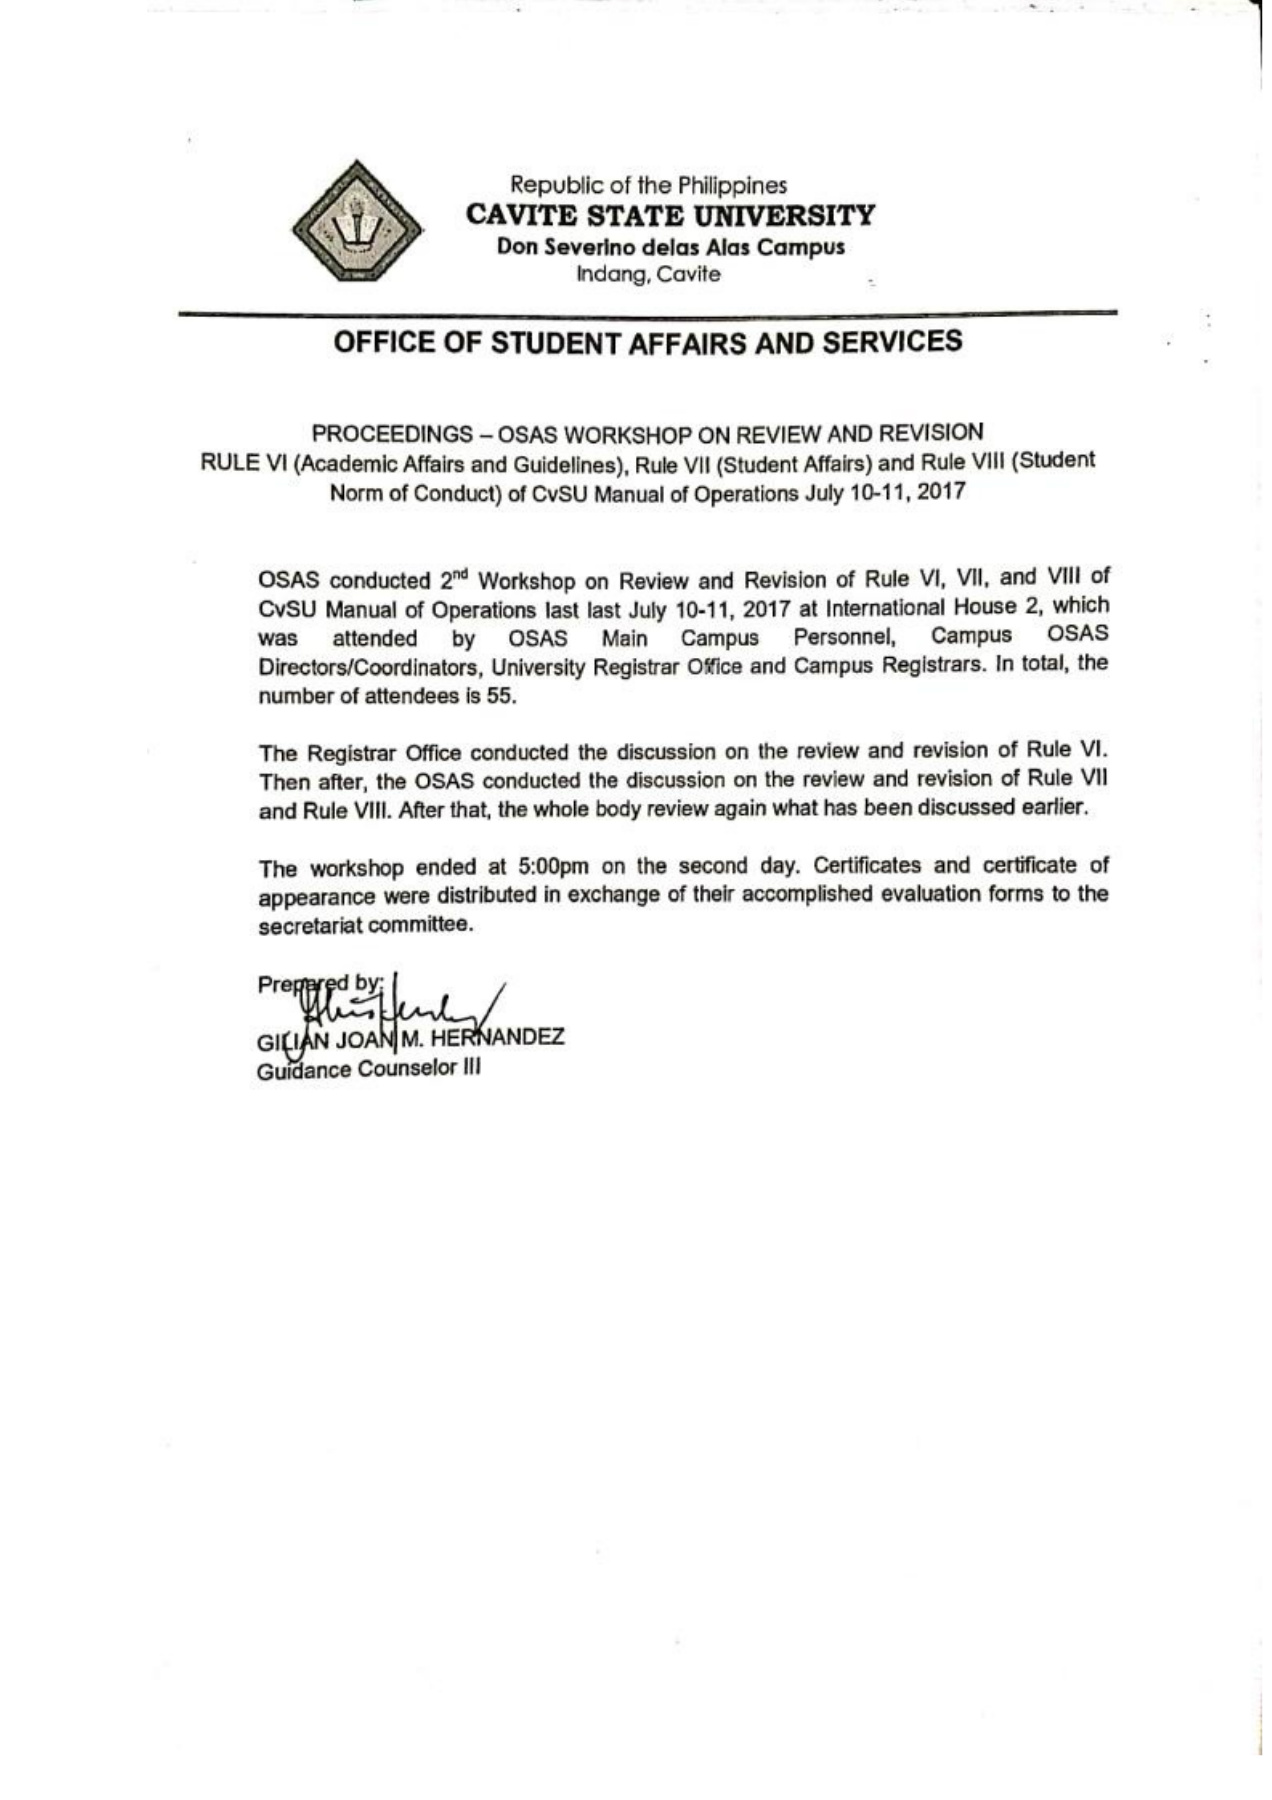 Republic of the Philippines
CAVITE STATE UNIVERSITY
Don Severino delas Alas Campus
Indang, Cavite
OFFICE OF STUDENT AFFAIRS AND SERVICES
PROCEEDINGS – OSAS WORKSHOP ON REVIEW AND REVISION
RULE VI (Academic Affairs and Guidelines), Rule VII (Student Affairs) and Rule VIII (Student
Norm of Conduct) of CvSU Manual of Operations July 10-11, 2017
OSAS conducted 2nd Workshop on Review and Revision of Rule VI, VII, and VIII of
CvSU Manual of Operations last last July 10-11, 2017 at International House 2, which
was attended by OSAS Main Campus Personnel, Campus OSAS
Directors/Coordinators, University Registrar Office and Campus Registrars. In total, the
number of attendees is 55.
The Registrar Office conducted the discussion on the review and revision of Rule VI.
Then after, the OSAS conducted the discussion on the review and revision of Rule VII
and Rule VIII. After that, the whole body review again what has been discussed earlier.
The workshop ended at 5:00pm on the second day. Certificates and certificate of
appearance were distributed in exchange of their accomplished evaluation forms to the
secretariat committee.
Prepared by:
GILIAN JOAN M. HERNANDEZ
Guidance Counselor III